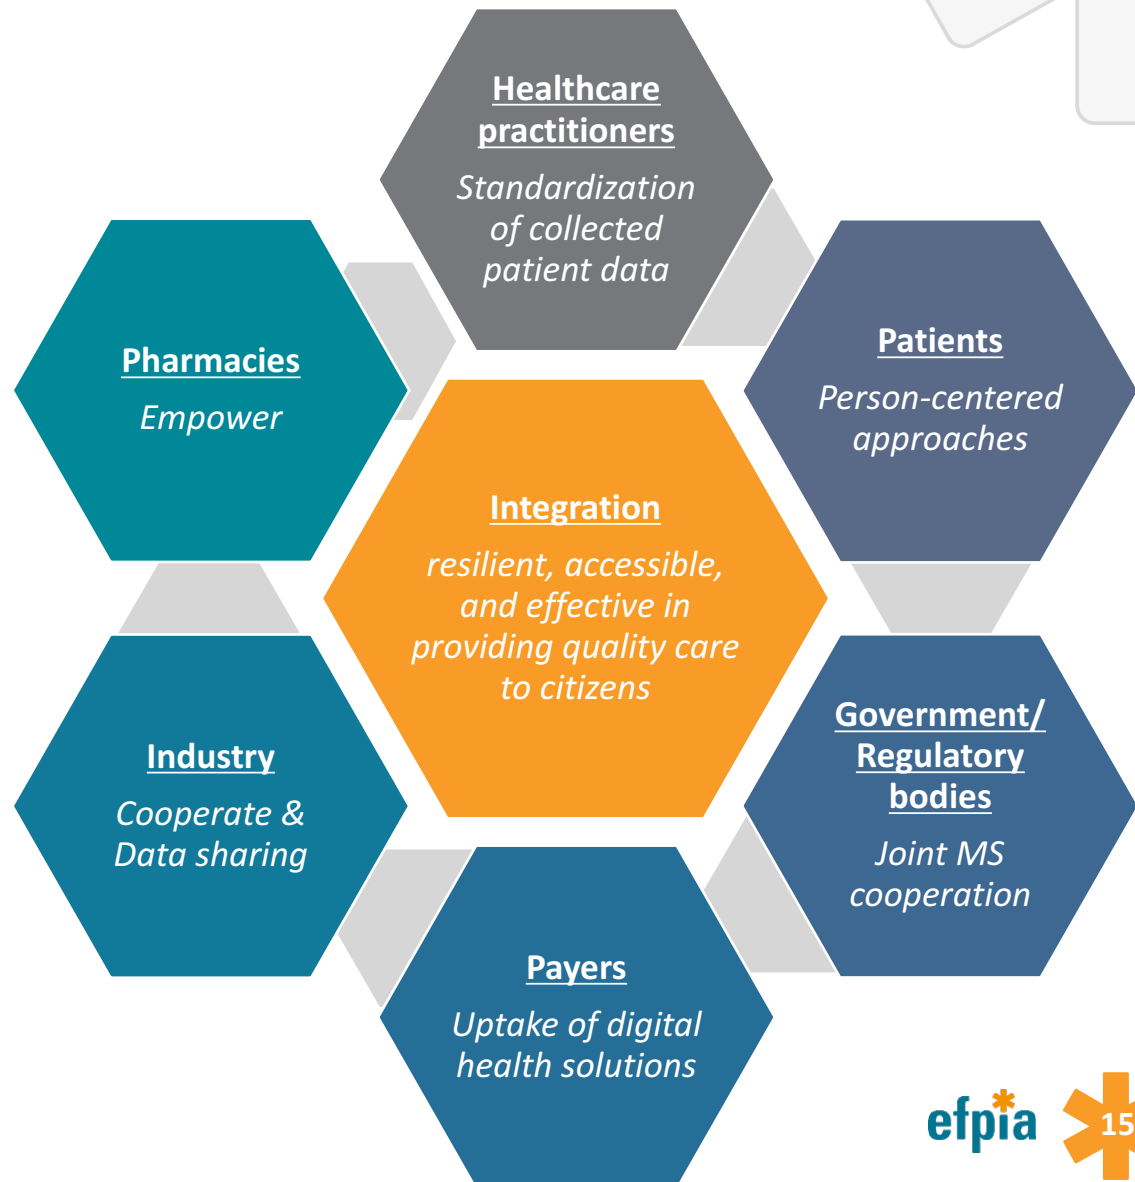 Healthcare
practitioners
Standardization
of collected
patient data
Pharmacies
Empower
Patients
Person-centered
approaches
Integration
resilient, accessible,
and effective in
providing quality care
to citizens
Industry
Cooperate &
Data sharing
Government/
Regulatory
bodies
Joint MS
cooperation
Payers
Uptake of digital
health solutions
efpia
15